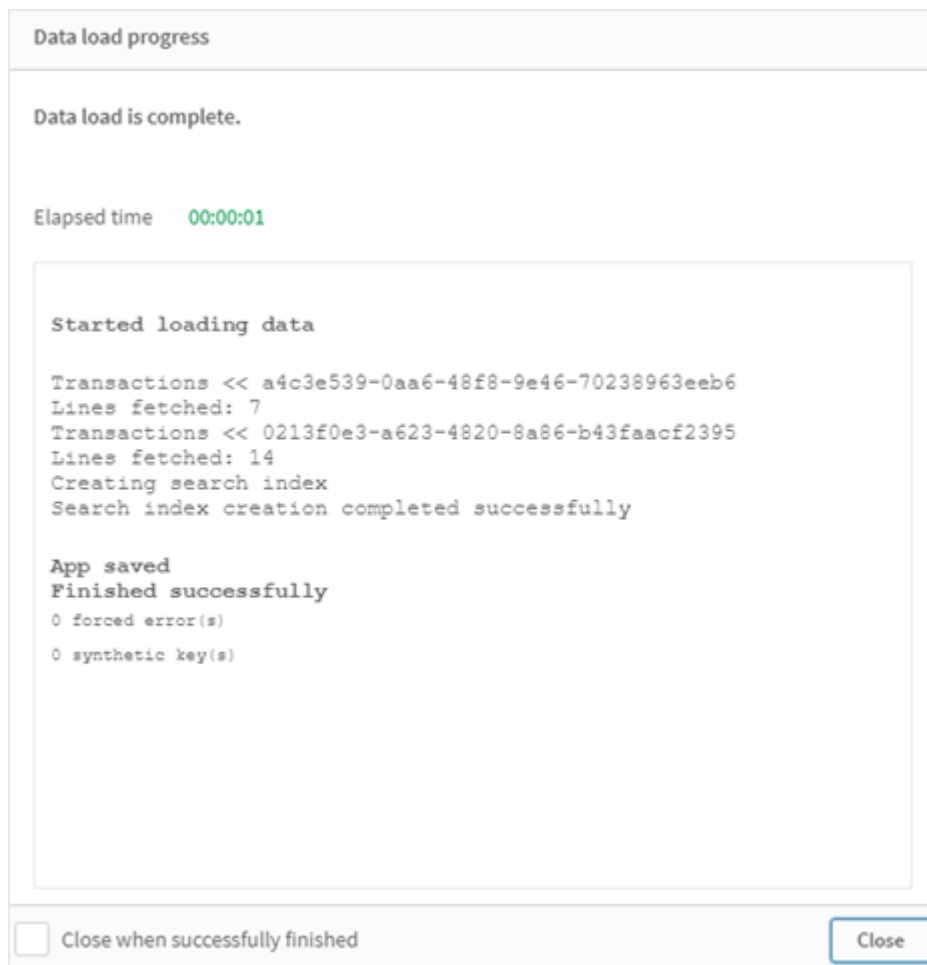 Data load progress
Data load is complete.
Elapsed time 00:00:01
Started loading data
Transactions << a4c3e539-0aa6-48f8-9e46-70238963eeb6
Lines fetched: 7
Transactions << 0213f0e3-a623-4820-8a86-b43faacf2395
Lines fetched: 14
Creating search index
Search index creation completed successfully
App saved
Finished successfully
0 forced error(s)
0 synthetic key(s)
Close when successfully finished
Close